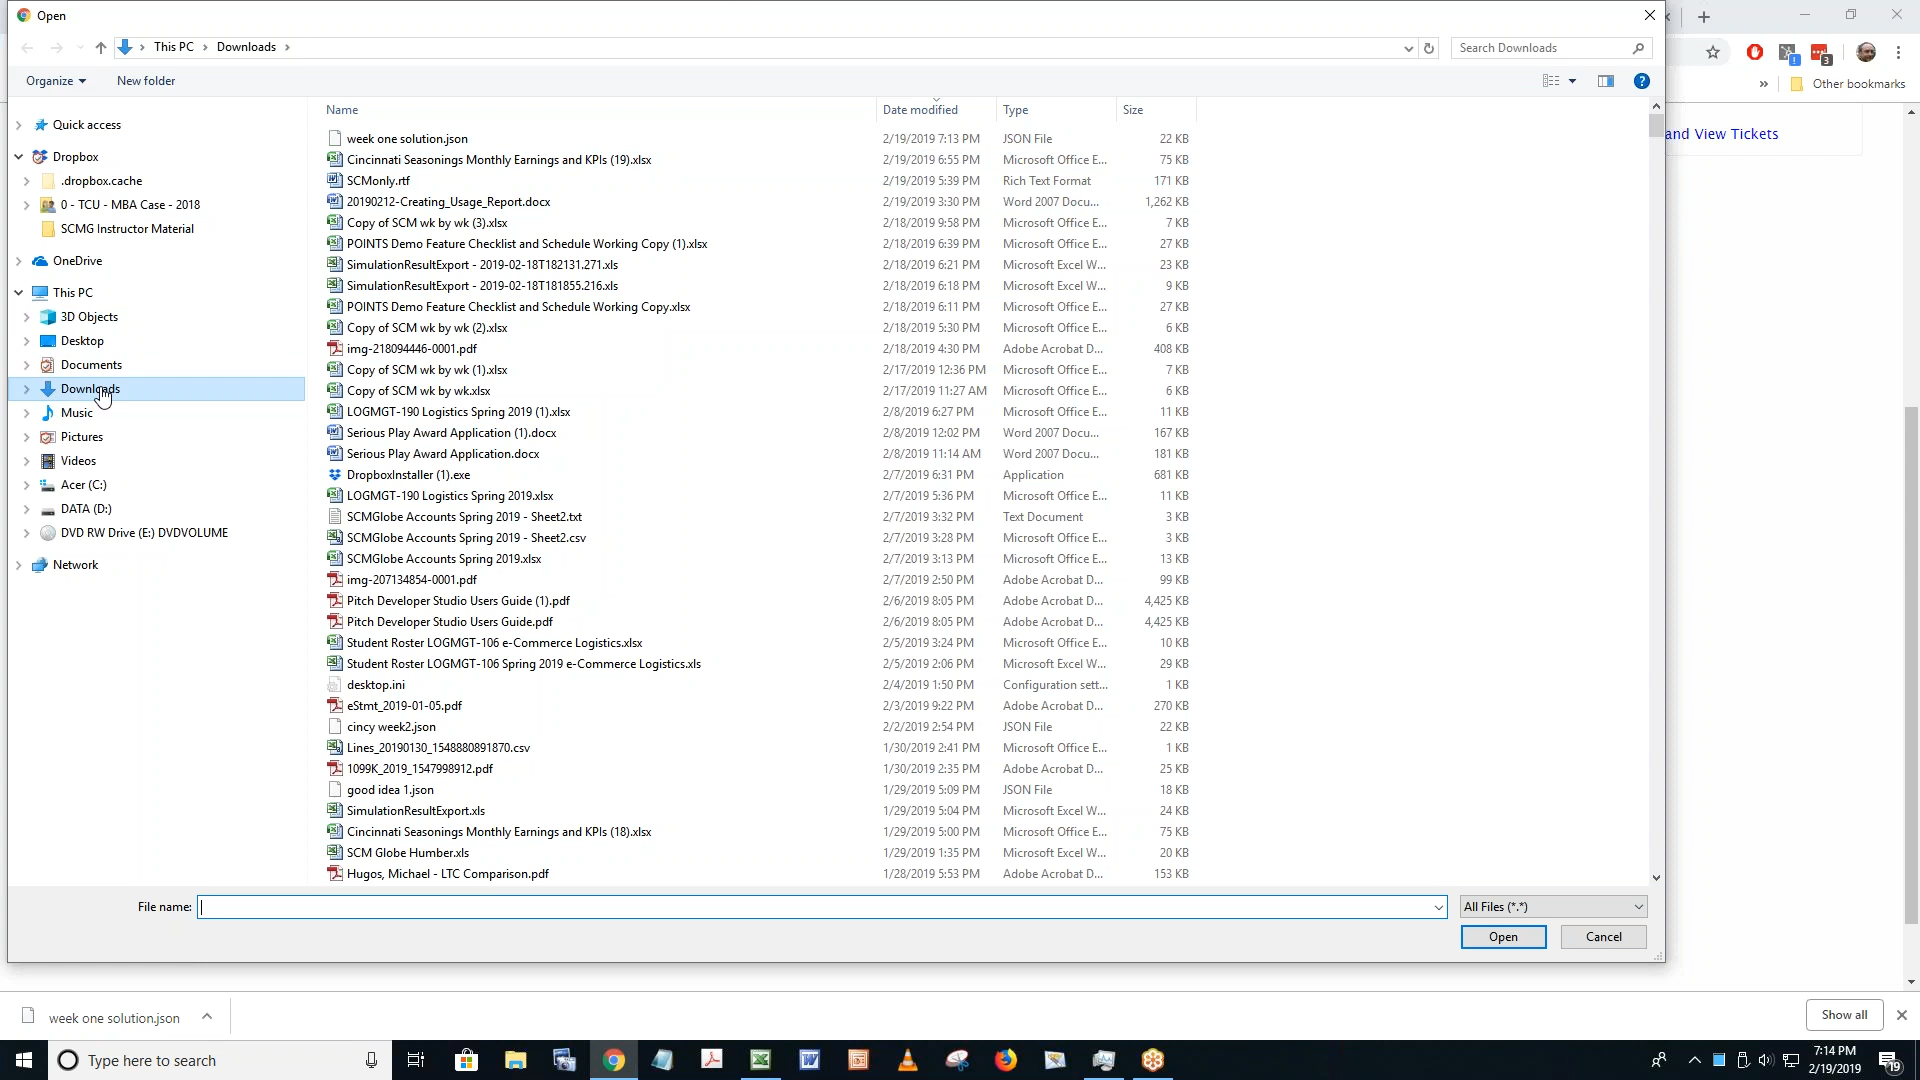 Open
This PC > Downloads >
Search Downloads
Other bookmarks
Organize
New folder
and View Tickets
Name
Date modified
Type
Size
Quick access
Dropbox
.dropbox.cache
0 - TCU - MBA Case - 2018
SCMG Instructor Material
OneDrive
This PC
3D Objects
Desktop
Documents
Downloads
Music
Pictures
Videos
Acer (C:)
DATA (D:)
DVD RW Drive (E:) DVDVOLUME
Network
week one solution.json 2/19/2019 7:13 PM JSON File 22 KB
Cincinnati Seasonings Monthly Earnings and KPIs (19).xlsx 2/19/2019 6:55 PM Microsoft Office E... 75 KB
SCMonly.rtf 2/19/2019 5:39 PM Rich Text Format 171 KB
20190212-Creating_Usage_Report.docx 2/19/2019 3:30 PM Word 2007 Docu... 1,262 KB
Copy of SCM wk by wk (3).xlsx 2/18/2019 9:58 PM Microsoft Office E... 7 KB
POINTS Demo Feature Checklist and Schedule Working Copy (1).xlsx 2/18/2019 6:39 PM Microsoft Office E... 27 KB
SimulationResultExport - 2019-02-18T182131.271.xls 2/18/2019 6:21 PM Microsoft Excel W... 23 KB
SimulationResultExport - 2019-02-18T181855.216.xls 2/18/2019 6:18 PM Microsoft Excel W... 9 KB
POINTS Demo Feature Checklist and Schedule Working Copy.xlsx 2/18/2019 6:11 PM Microsoft Office E... 27 KB
Copy of SCM wk by wk (2).xlsx 2/18/2019 5:30 PM Microsoft Office E... 6 KB
img-218094446-0001.pdf 2/18/2019 4:30 PM Adobe Acrobat D... 408 KB
Copy of SCM wk by wk (1).xlsx 2/17/2019 12:36 PM Microsoft Office E... 7 KB
Copy of SCM wk by wk.xlsx 2/17/2019 11:27 AM Microsoft Office E... 6 KB
LOGMGT-190 Logistics Spring 2019 (1).xlsx 2/8/2019 6:27 PM Microsoft Office E... 11 KB
Serious Play Award Application (1).docx 2/8/2019 12:02 PM Word 2007 Docu... 167 KB
Serious Play Award Application.docx 2/8/2019 11:14 AM Word 2007 Docu... 181 KB
DropboxInstaller (1).exe 2/7/2019 6:31 PM Application 681 KB
LOGMGT-190 Logistics Spring 2019.xlsx 2/7/2019 5:36 PM Microsoft Office E... 11 KB
SCMGlobe Accounts Spring 2019 - Sheet2.txt 2/7/2019 3:32 PM Text Document 3 KB
SCMGlobe Accounts Spring 2019 - Sheet2.csv 2/7/2019 3:28 PM Microsoft Office E... 3 KB
SCMGlobe Accounts Spring 2019.xlsx 2/7/2019 3:13 PM Microsoft Office E... 13 KB
img-207134854-0001.pdf 2/7/2019 2:50 PM Adobe Acrobat D... 99 KB
Pitch Developer Studio Users Guide (1).pdf 2/6/2019 8:05 PM Adobe Acrobat D... 4,425 KB
Pitch Developer Studio Users Guide.pdf 2/6/2019 8:05 PM Adobe Acrobat D... 4,425 KB
Student Roster LOGMGT-106 e-Commerce Logistics.xlsx 2/5/2019 3:24 PM Microsoft Office E... 10 KB
Student Roster LOGMGT-106 Spring 2019 e-Commerce Logistics.xls 2/5/2019 2:06 PM Microsoft Excel W... 29 KB
desktop.ini 2/4/2019 1:50 PM Configuration sett... 1 KB
eStmt_2019-01-05.pdf 2/3/2019 9:22 PM Adobe Acrobat D... 270 KB
cincy week2.json 2/2/2019 2:54 PM JSON File 22 KB
Lines_20190130_1548880891870.csv 1/30/2019 2:41 PM Microsoft Office E... 1 KB
1099K_2019_1547998912.pdf 1/30/2019 2:35 PM Adobe Acrobat D... 25 KB
good idea 1.json 1/29/2019 5:09 PM JSON File 18 KB
SimulationResultExport.xls 1/29/2019 5:04 PM Microsoft Excel W... 24 KB
Cincinnati Seasonings Monthly Earnings and KPIs (18).xlsx 1/29/2019 5:00 PM Microsoft Office E... 75 KB
SCM Globe Humber.xls 1/29/2019 1:35 PM Microsoft Excel W... 20 KB
Hugos, Michael - LTC Comparison.pdf 1/28/2019 5:53 PM Adobe Acrobat D... 153 KB
File name:
All Files (*.*)
Open
Cancel
week one solution.json
Show all
Type here to search
7:14 PM
2/19/2019
19